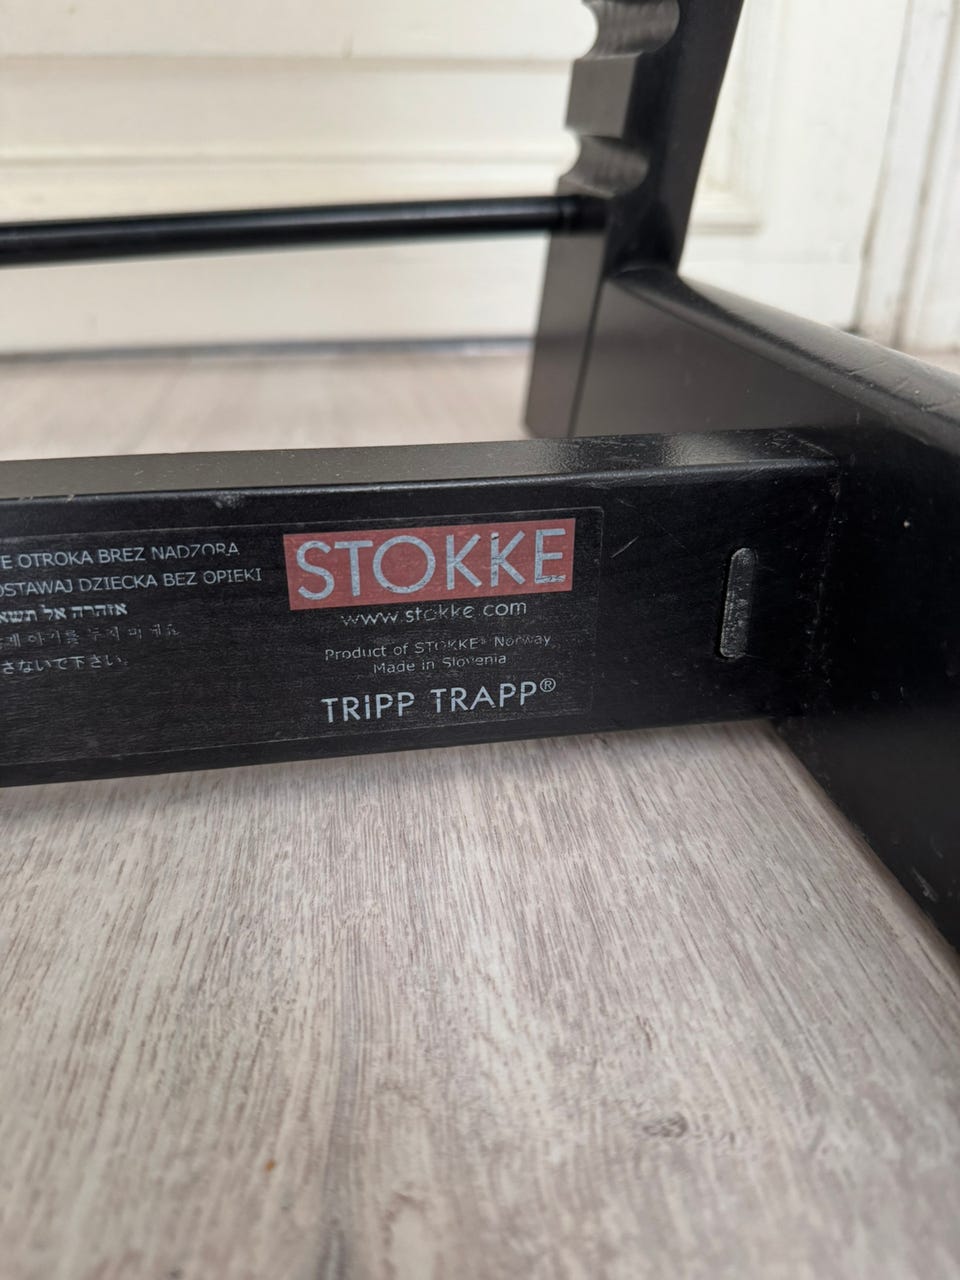 E OTROKA BREZ NADZORA
OSTAWAJ DZIECKA BEZ OPIEKI
אזהרה אל תשא
さないで下さい。
STOKKE
www.stokke.com
Product of STOKKE® Norway
Made in Slovenia
TRIPP TRAPP®